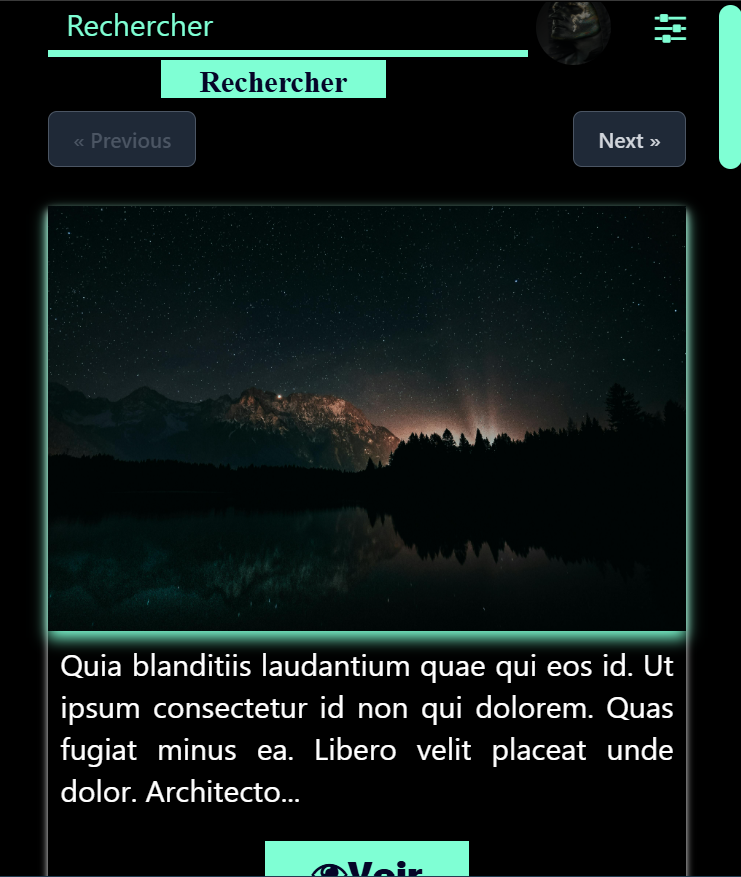 Rechercher
Rechercher
« Previous
Next »
Quia blanditiis laudantium quae qui eos id. Ut
ipsum consectetur id non qui dolorem. Quas
fugiat minus ea. Libero velit placeat unde
dolor. Architecto...
Voir